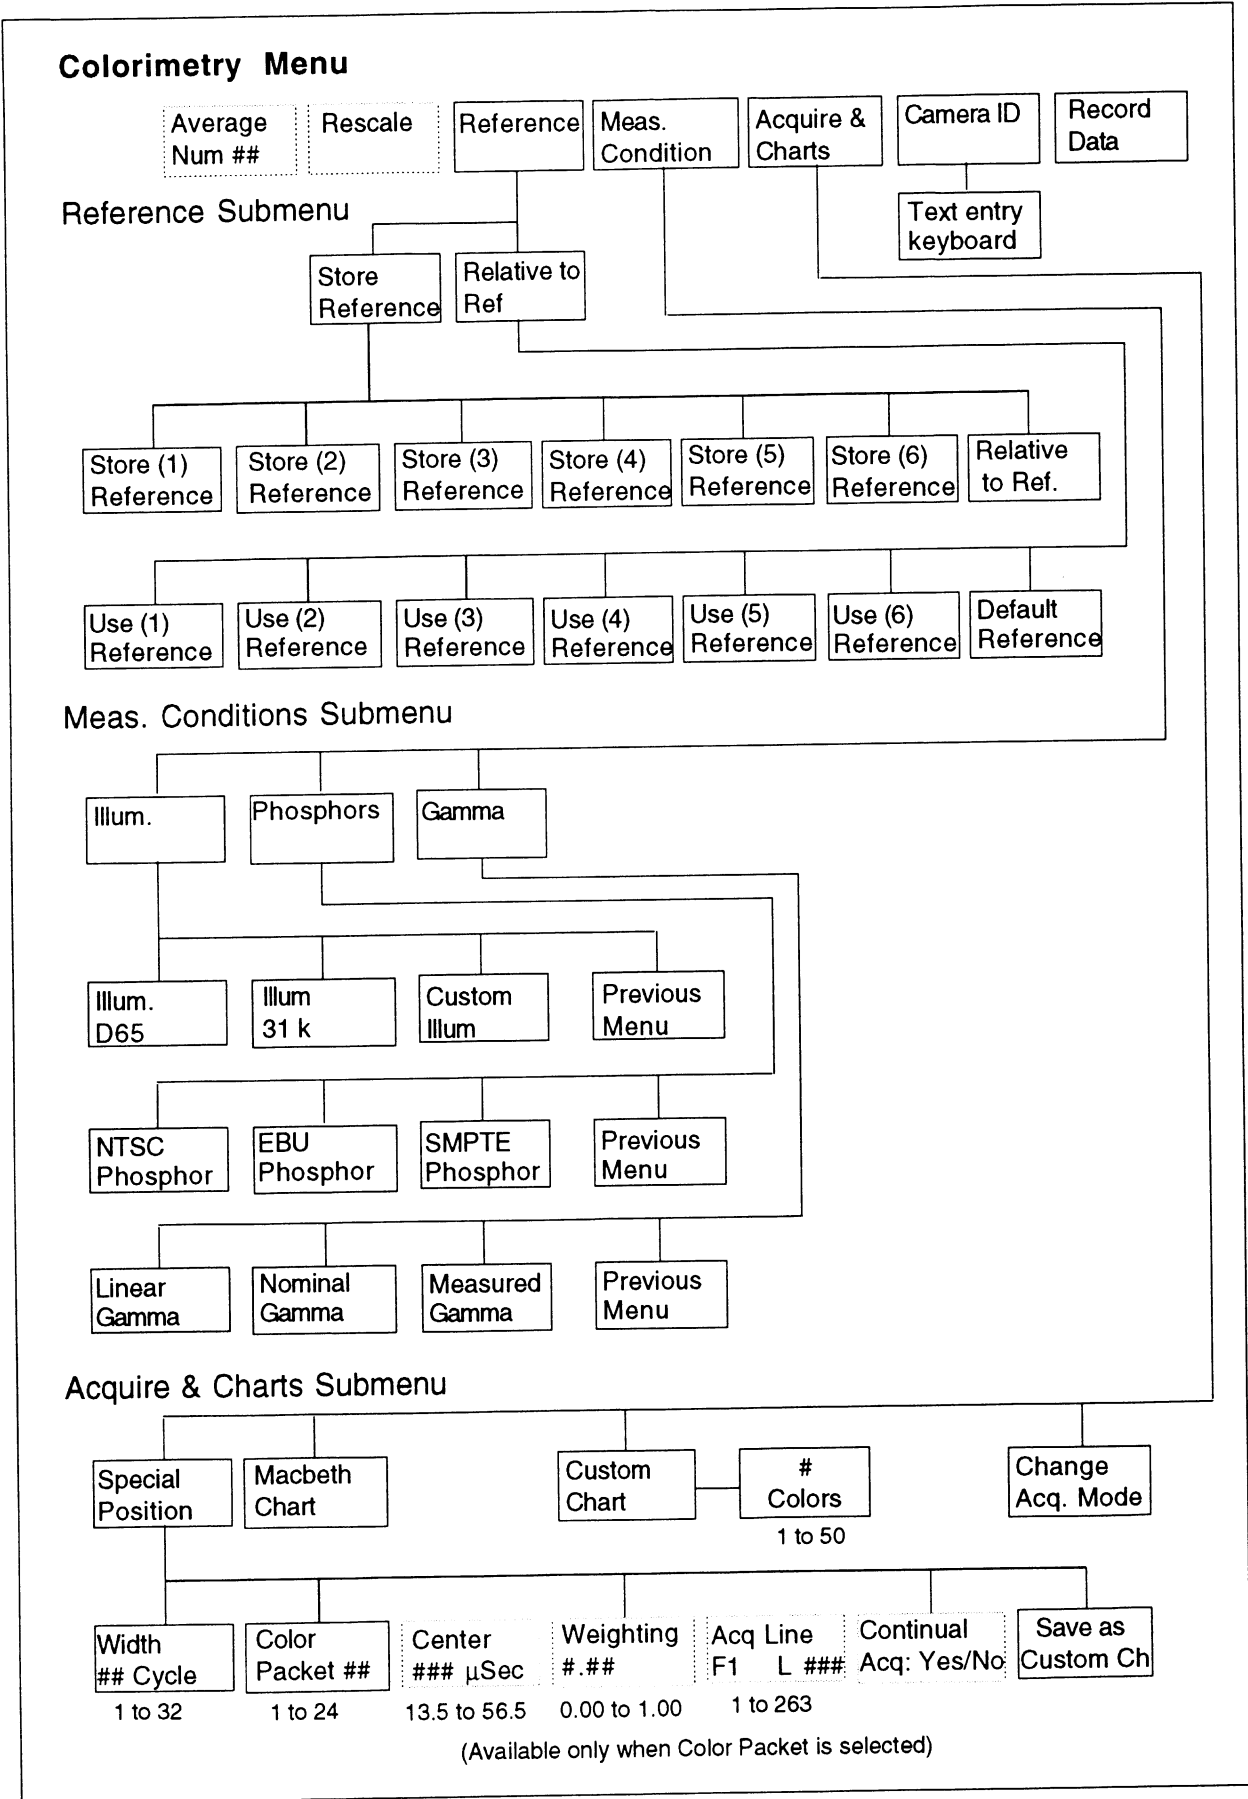 Colorimetry Menu
Average
Num ##
Rescale
Reference
Meas.
Condition
Acquire &
Charts
Camera ID
Record
Data
Text entry
keyboard
Reference Submenu
Store
Reference
Relative to
Ref
Store (1)
Reference
Store (2)
Reference
Store (3)
Reference
Store (4)
Reference
Store (5)
Reference
Store (6)
Reference
Relative
to Ref.
Use (1)
Reference
Use (2)
Reference
Use (3)
Reference
Use (4)
Reference
Use (5)
Reference
Use (6)
Reference
Default
Reference
Meas. Conditions Submenu
Illum.
Phosphors
Gamma
Illum.
D65
Illum
31 k
Custom
Illum
Previous
Menu
NTSC
Phosphor
EBU
Phosphor
SMPTE
Phosphor
Previous
Menu
Linear
Gamma
Nominal
Gamma
Measured
Gamma
Previous
Menu
Acquire & Charts Submenu
Special
Position
Macbeth
Chart
Custom
Chart
#
Colors
1 to 50
Change
Acq. Mode
Width
## Cycle
1 to 32
Color
Packet ##
1 to 24
Center
### µSec
13.5 to 56.5
Weighting
#.##
0.00 to 1.00
Acq Line
F1 L ###
1 to 263
Continual
Acq: Yes/No
Save as
Custom Ch
(Available only when Color Packet is selected)